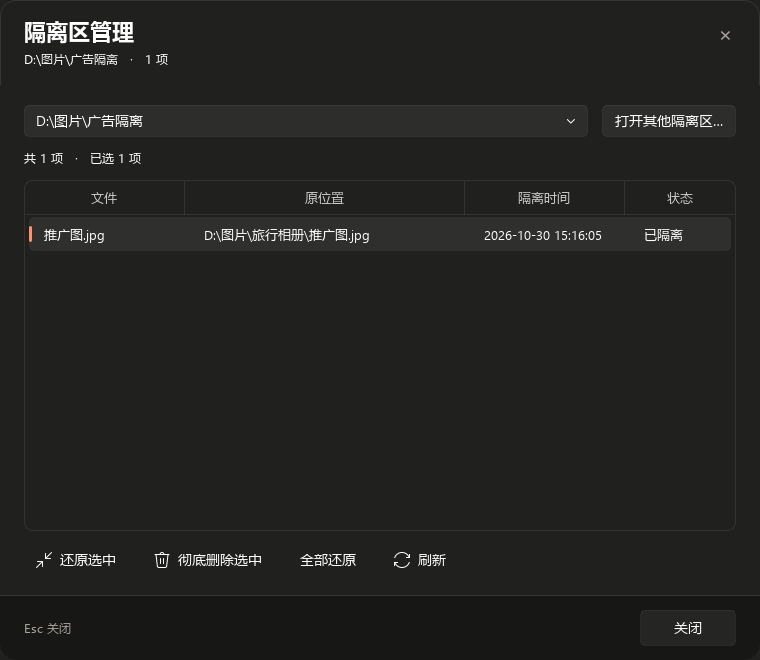 隔离区管理
D:\图片\广告隔离 · 1 项
D:\图片\广告隔离
打开其他隔离区...
共 1 项 · 已选 1 项
文件 原位置 隔离时间 状态
推广图.jpg D:\图片\旅行相册\推广图.jpg 2026-10-30 15:16:05 已隔离
还原选中 彻底删除选中 全部还原 刷新
Esc 关闭
关闭